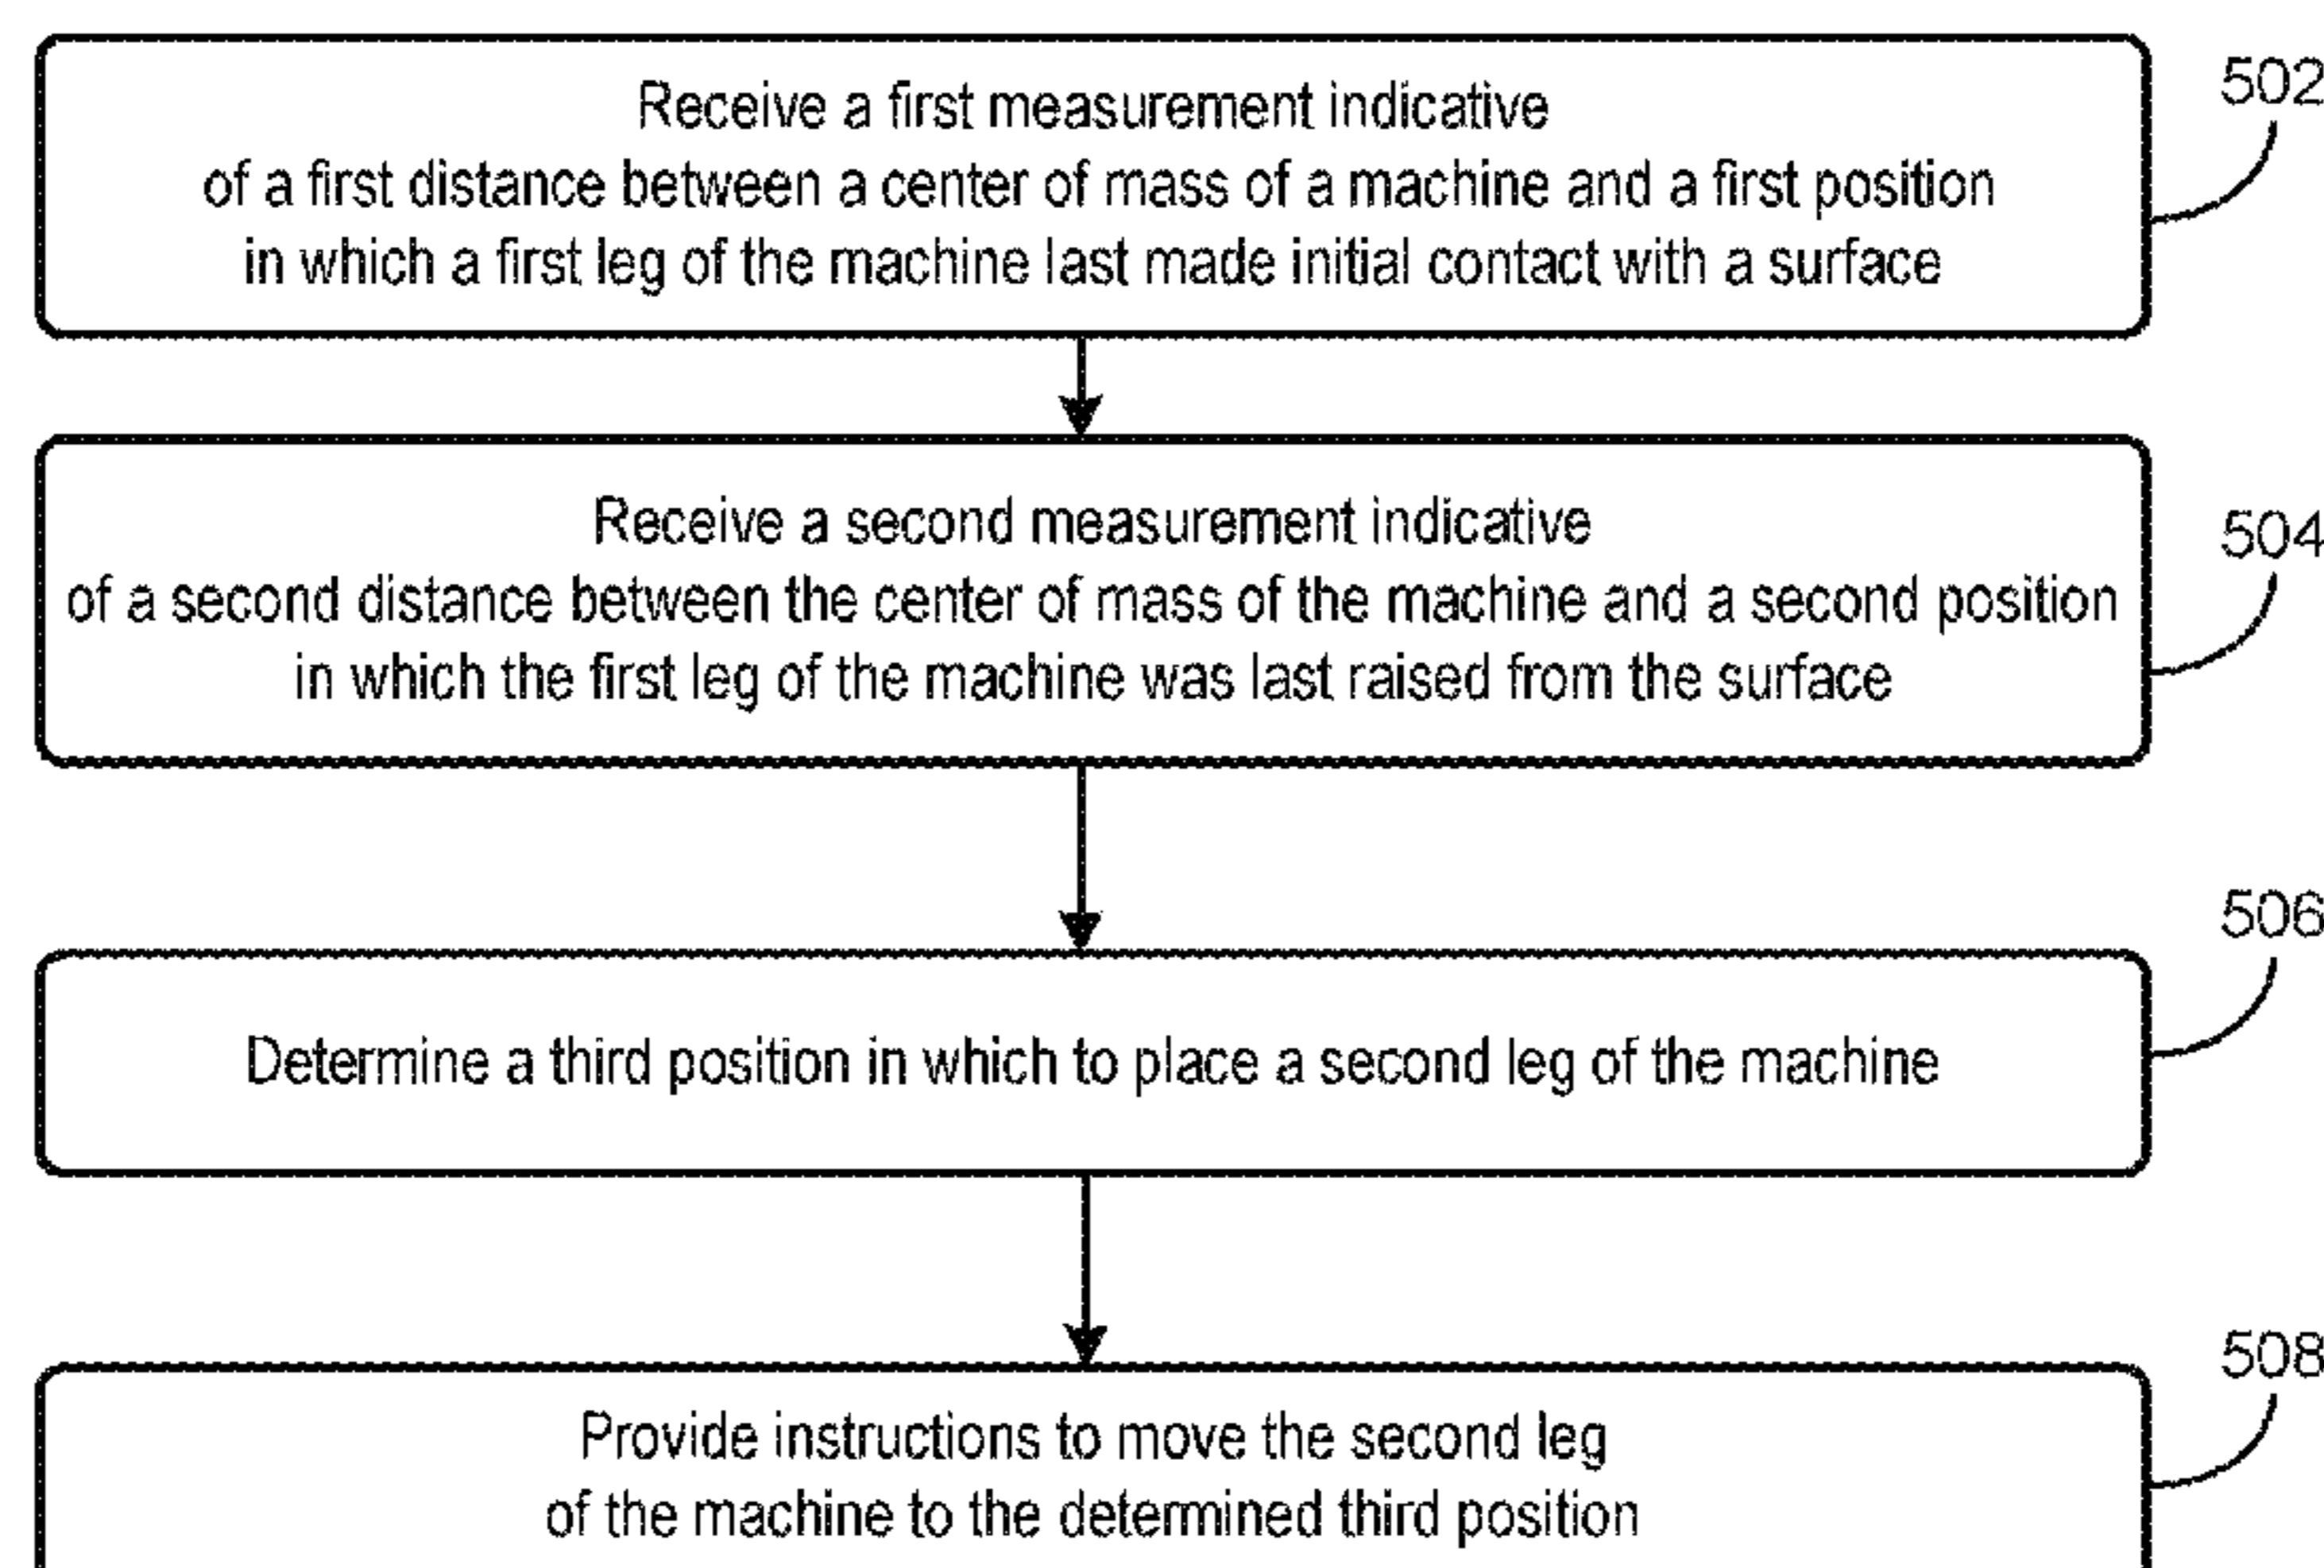 Receive a first measurement indicative
of a first distance between a center of mass of a machine and a first position
in which a first leg of the machine last made initial contact with a surface
502
Receive a second measurement indicative
of a second distance between the center of mass of the machine and a second position
in which the first leg of the machine was last raised from the surface
504
Determine a third position in which to place a second leg of the machine
506
Provide instructions to move the second leg
of the machine to the determined third position
508